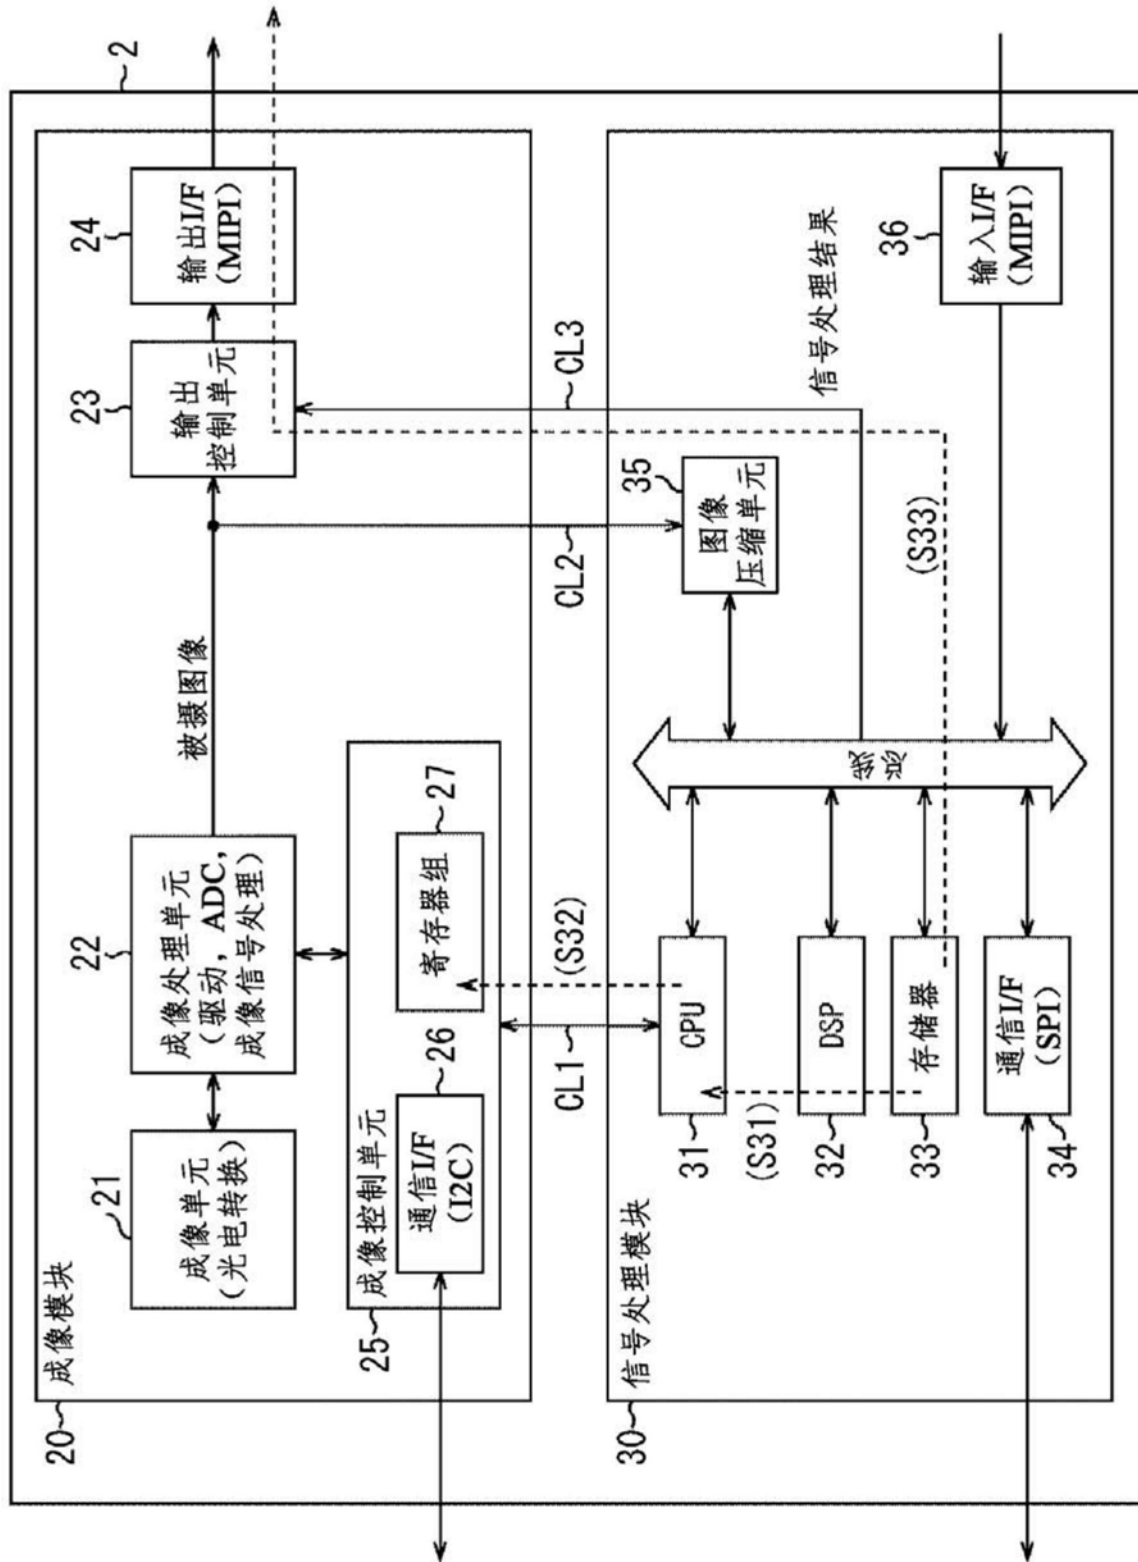 2
20
成像模块
21
成像单元
(光电转换)
22
成像处理单元
(驱动,ADC,
成像信号处理)
被摄图像
23
输出
控制单元
24
输出I/F
(MIPI)
25
成像控制单元
26
通信I/F
(I2C)
27
寄存器组
CL1
(S32)
CL2
CL3
30
信号处理模块
31
CPU
(S31)
32
DSP
33
存储器
34
通信I/F
(SPI)
35
图像
压缩单元
(S33)
信号处理结果
36
输入I/F
(MIPI)